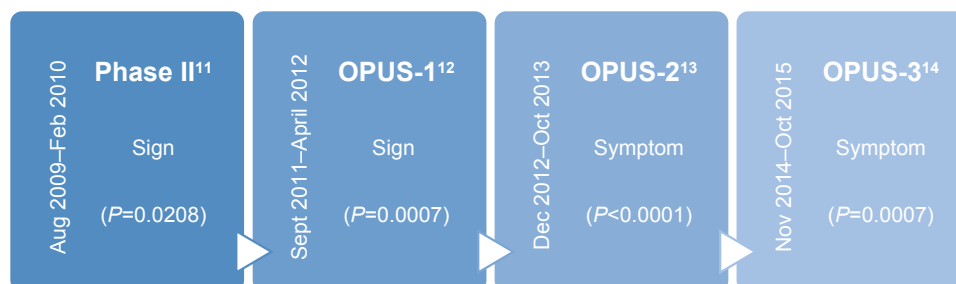 Aug 2009–Feb 2010
Phase II¹¹
Sign
(P=0.0208)
Sept 2011–April 2012
OPUS-1¹²
Sign
(P=0.0007)
Dec 2012–Oct 2013
OPUS-2¹³
Symptom
(P<0.0001)
Nov 2014–Oct 2015
OPUS-3¹⁴
Symptom
(P=0.0007)